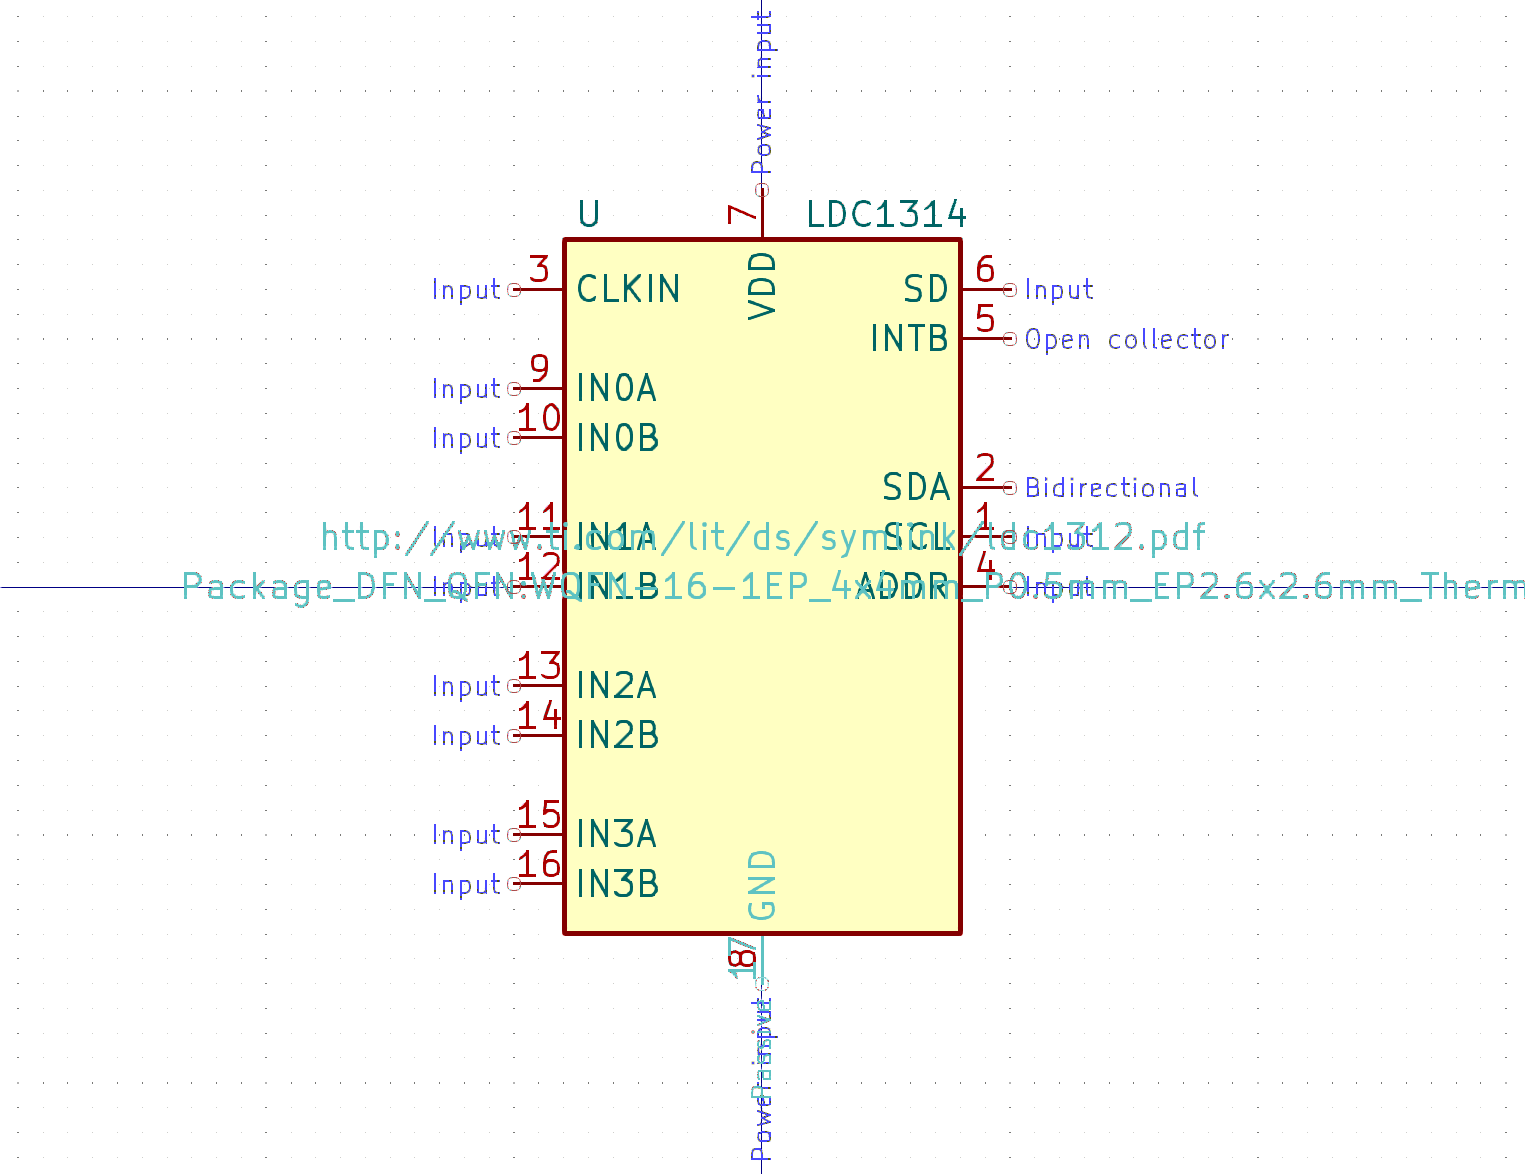 Power input
7
U LDC1314
VDD
Input 3 CLKIN
SD 6 Input
INTB 5 Open collector
Input 9 IN0A
Input 10 IN0B
SDA 2 Bidirectional
Input 11 IN1A
SCL 1 Input
http://www.ti.com/lit/ds/symlink/ldc1312.pdf
Input 12 IN1B
ADDR 4 Input
Package_DFN_QFN:WQFN-16-1EP_4x4mm_P0.5mm_EP2.6x2.6mm_Therm
Input 13 IN2A
Input 14 IN2B
Input 15 IN3A
Input 16 IN3B
GND
8
17
Power input
Passive